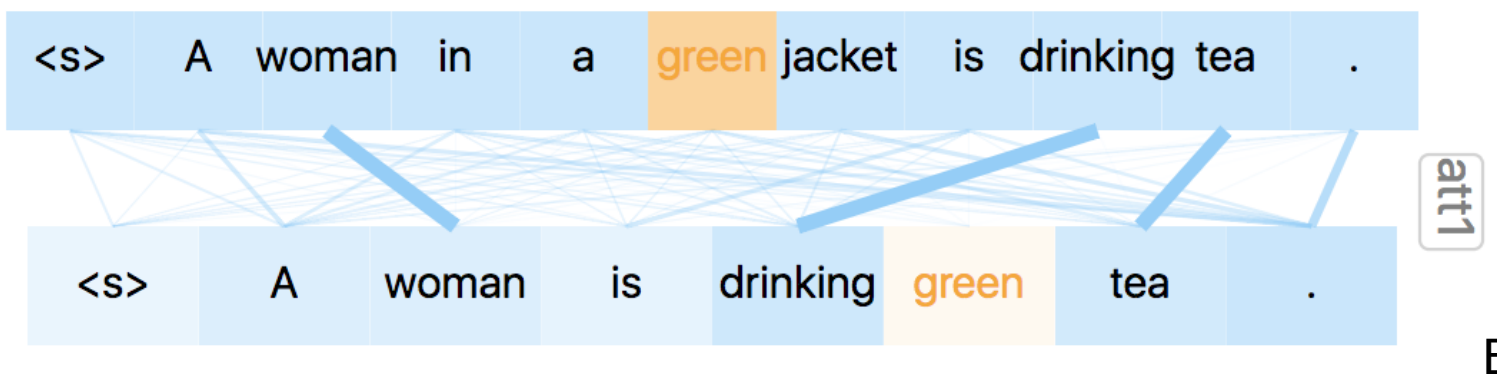 <s> A woman in a green jacket is drinking tea .
att1
<s> A woman is drinking green tea .